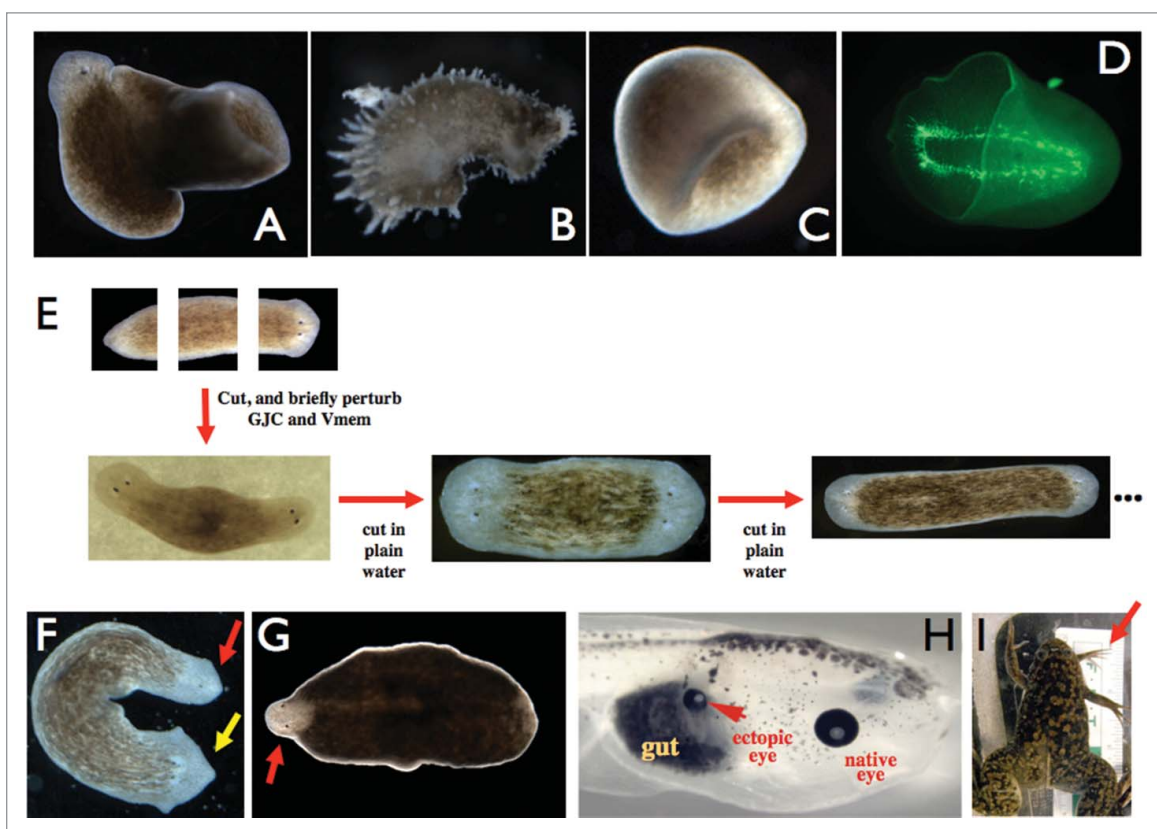 A
B
C
D
E
Cut, and briefly perturb
GJC and Vmem
cut in
plain
water
cut in
plain
water
...
F
G
H
gut
ectopic
eye
native
eye
I